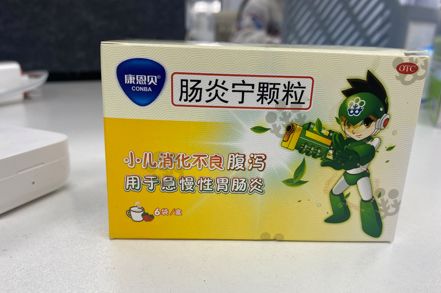 康恩贝
CONBA
肠炎宁颗粒
OTC
小儿消化不良 腹泻
用于急慢性胃肠炎
6袋/盒